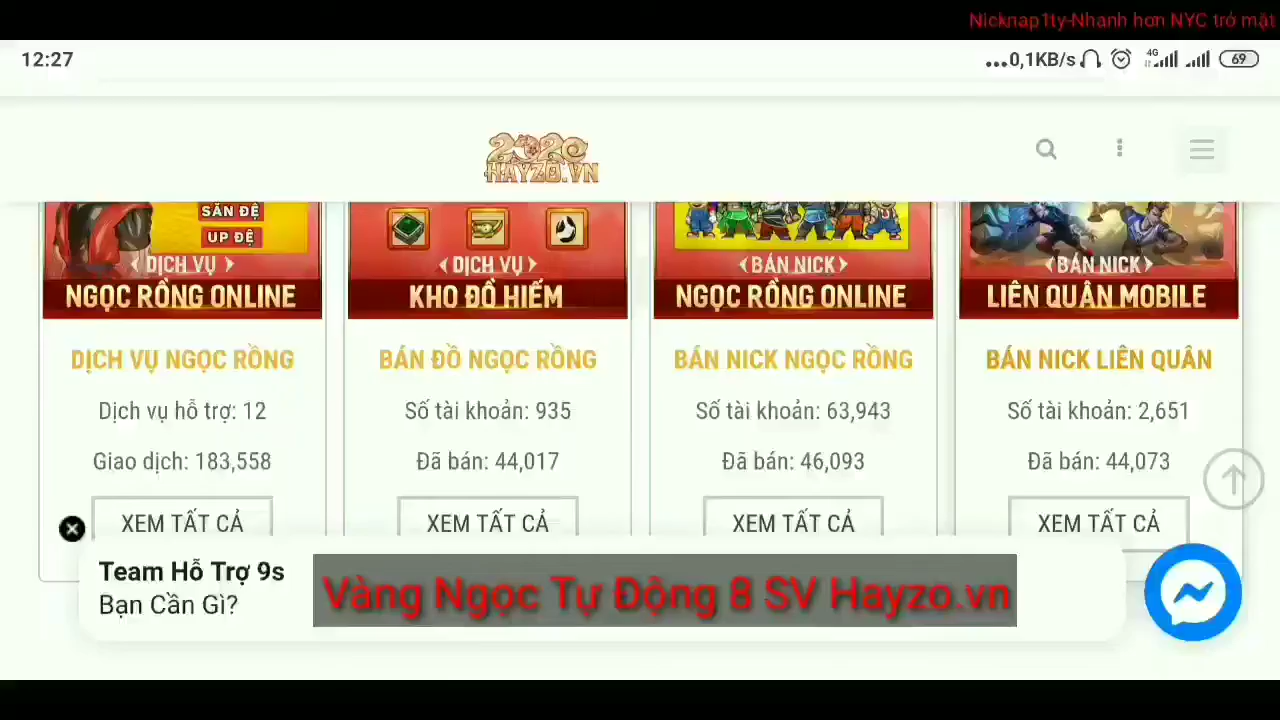 Nicknap1ty-Nhanh hơn NYC trở mặt
12:27
...0,1KB/s 4G 69
2020
HAYZO.VN
SĂN ĐỆ
UP ĐỆ
DỊCH VỤ
NGỌC RỒNG ONLINE
DỊCH VỤ
KHO ĐỒ HIẾM
BÁN NICK
NGỌC RỒNG ONLINE
BÁN NICK
LIÊN QUÂN MOBILE
DỊCH VỤ NGỌC RỒNG
Dịch vụ hỗ trợ: 12
Giao dịch: 183,558
XEM TẤT CẢ
BÁN ĐỒ NGỌC RỒNG
Số tài khoản: 935
Đã bán: 44,017
XEM TẤT CẢ
BÁN NICK NGỌC RỒNG
Số tài khoản: 63,943
Đã bán: 46,093
XEM TẤT CẢ
BÁN NICK LIÊN QUÂN
Số tài khoản: 2,651
Đã bán: 44,073
XEM TẤT CẢ
Team Hỗ Trợ 9s
Bạn Cần Gì?
Vàng Ngọc Tự Động 8 SV Hayzo.vn